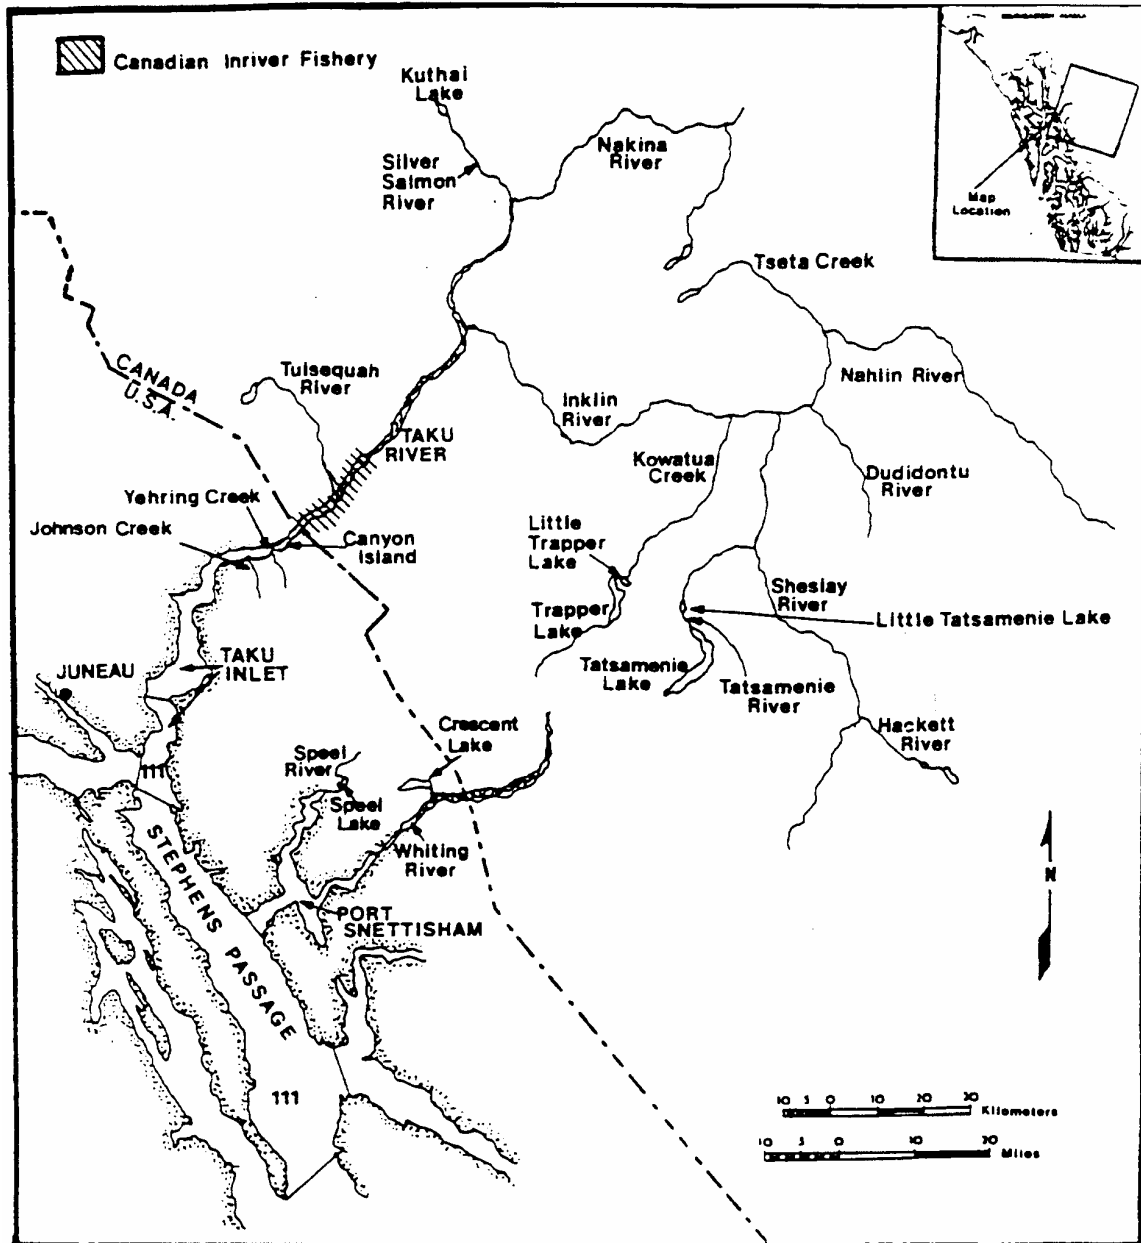 Canadian Inriver Fishery
Kuthai
Lake
Silver
Salmon
River
Nakina
River
Map
Location
Tseta Creek
CANADA
U.S.A.
Tulsequah
River
Inklin
River
Nahlin River
TAKU
RIVER
Kowatua
Creek
Dudidontu
River
Yehring Creek
Johnson Creek
Canyon
Island
Little
Trapper
Lake
Trapper
Lake
Sheslay
River
Little Tatsamenie Lake
Tatsamenie
Lake
Tatsamenie
River
JUNEAU
TAKU
INLET
Hackett
River
Crescent
Lake
Speel
River
Speel
Lake
111
Whiting
River
PORT
SNETTISHAM
STEPHENS PASSAGE
N
111
10 5 0 10 20 30
Kilometers
10 5 0 10 20
Miles